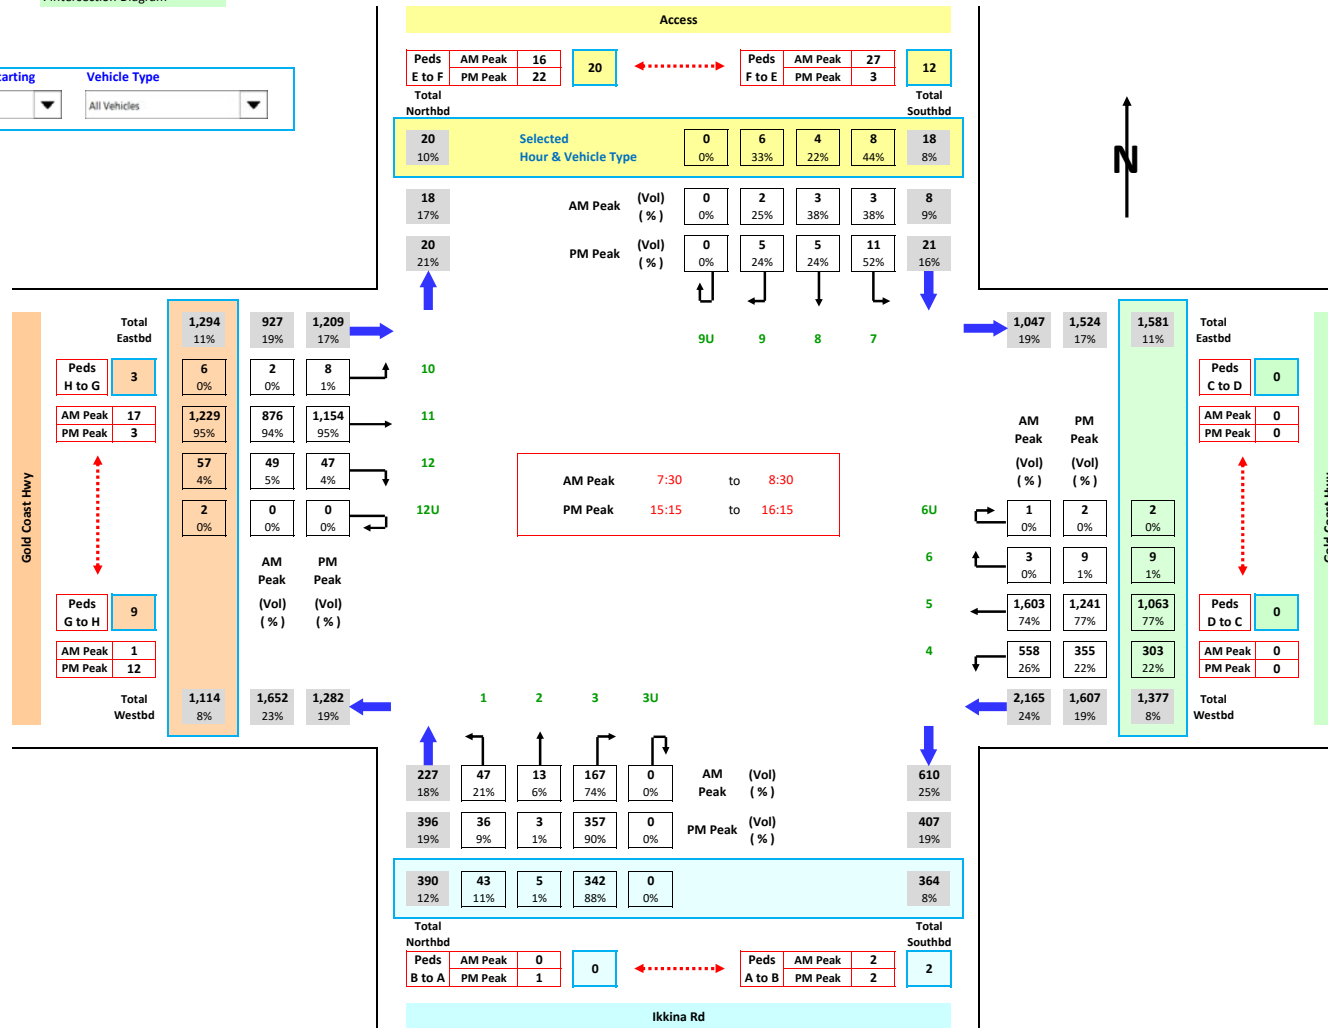 Access
Peds AM Peak 16 20 Peds AM Peak 27 12
E to F PM Peak 22 F to E PM Peak 3
arting Vehicle Type
All Vehicles
Total Total
Northbd Southbd
20 Selected 0 6 4 8 18
10% Hour & Vehicle Type 0% 33% 22% 44% 8%
18 AM Peak (Vol) 0 2 3 3 8
17% ( % ) 0% 25% 38% 38% 9%
20 PM Peak (Vol) 0 5 5 11 21
21% ( % ) 0% 24% 24% 52% 16%
N
9U 9 8 7
Total 1,294 927 1,209 1,047 1,524 1,581 Total
Eastbd 11% 19% 17% 19% 17% 11% Eastbd
Peds 3 6 2 8 10 Peds 0
H to G 0% 0% 1% C to D
AM Peak 17 1,229 876 1,154 11 AM Peak 0
PM Peak 3 95% 94% 95% PM Peak 0
AM PM
Peak Peak
57 49 47 12 (Vol) (Vol)
4% 5% 4% ( % ) ( % )
AM Peak 7:30 to 8:30
PM Peak 15:15 to 16:15
2 0 0 12U 6U 1 2 2
0% 0% 0% 0% 0% 0%
Gold Coast Hwy
AM PM 6 3 9 9
Peak Peak 0% 1% 1%
Peds 9 (Vol) (Vol) 5 1,603 1,241 1,063 Peds 0
G to H ( % ) ( % ) 74% 77% 77% D to C
AM Peak 1 4 558 355 303 AM Peak 0
PM Peak 12 26% 22% 22% PM Peak 0
Total 1,114 1,652 1,282 1 2 3 3U 2,165 1,607 1,377 Total
Westbd 8% 23% 19% 24% 19% 8% Westbd
227 47 13 167 0 AM (Vol) 610
18% 21% 6% 74% 0% Peak ( % ) 25%
396 36 3 357 0 PM Peak (Vol) 407
19% 9% 1% 90% 0% ( % ) 19%
390 43 5 342 0 364
12% 11% 1% 88% 0% 8%
Total Total
Northbd Southbd
Peds AM Peak 0 0 Peds AM Peak 2 2
B to A PM Peak 1 A to B PM Peak 2
Ikkina Rd